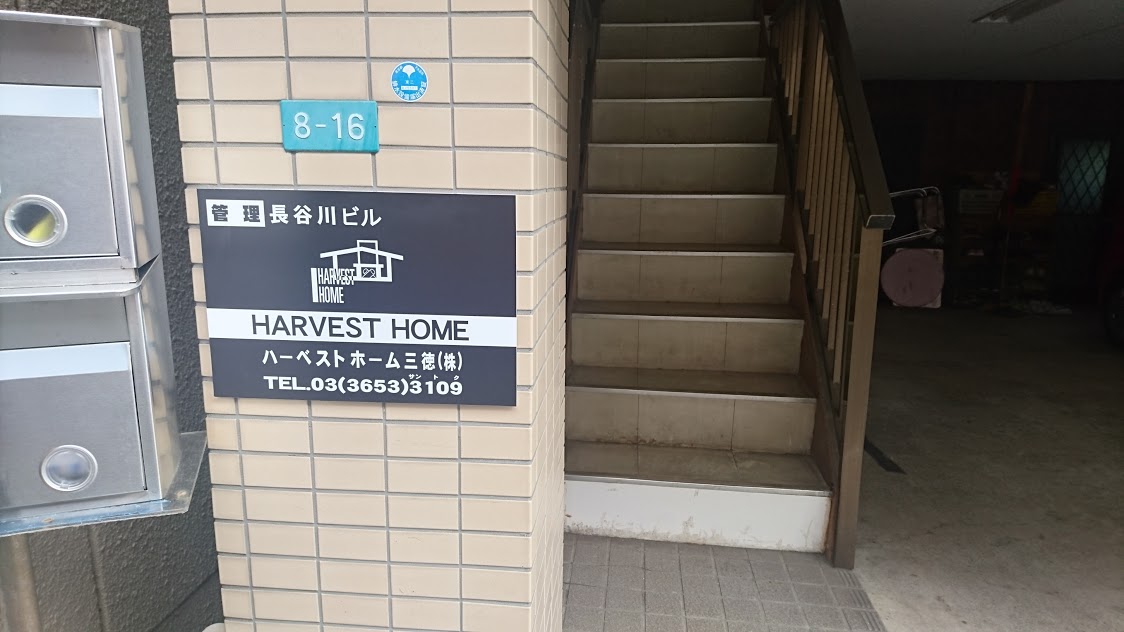 8-16
管理 長谷川ビル
HARVEST
HOME
HARVEST HOME
ハーベストホーム三徳(株)
サントク
TEL.03(3653)3109